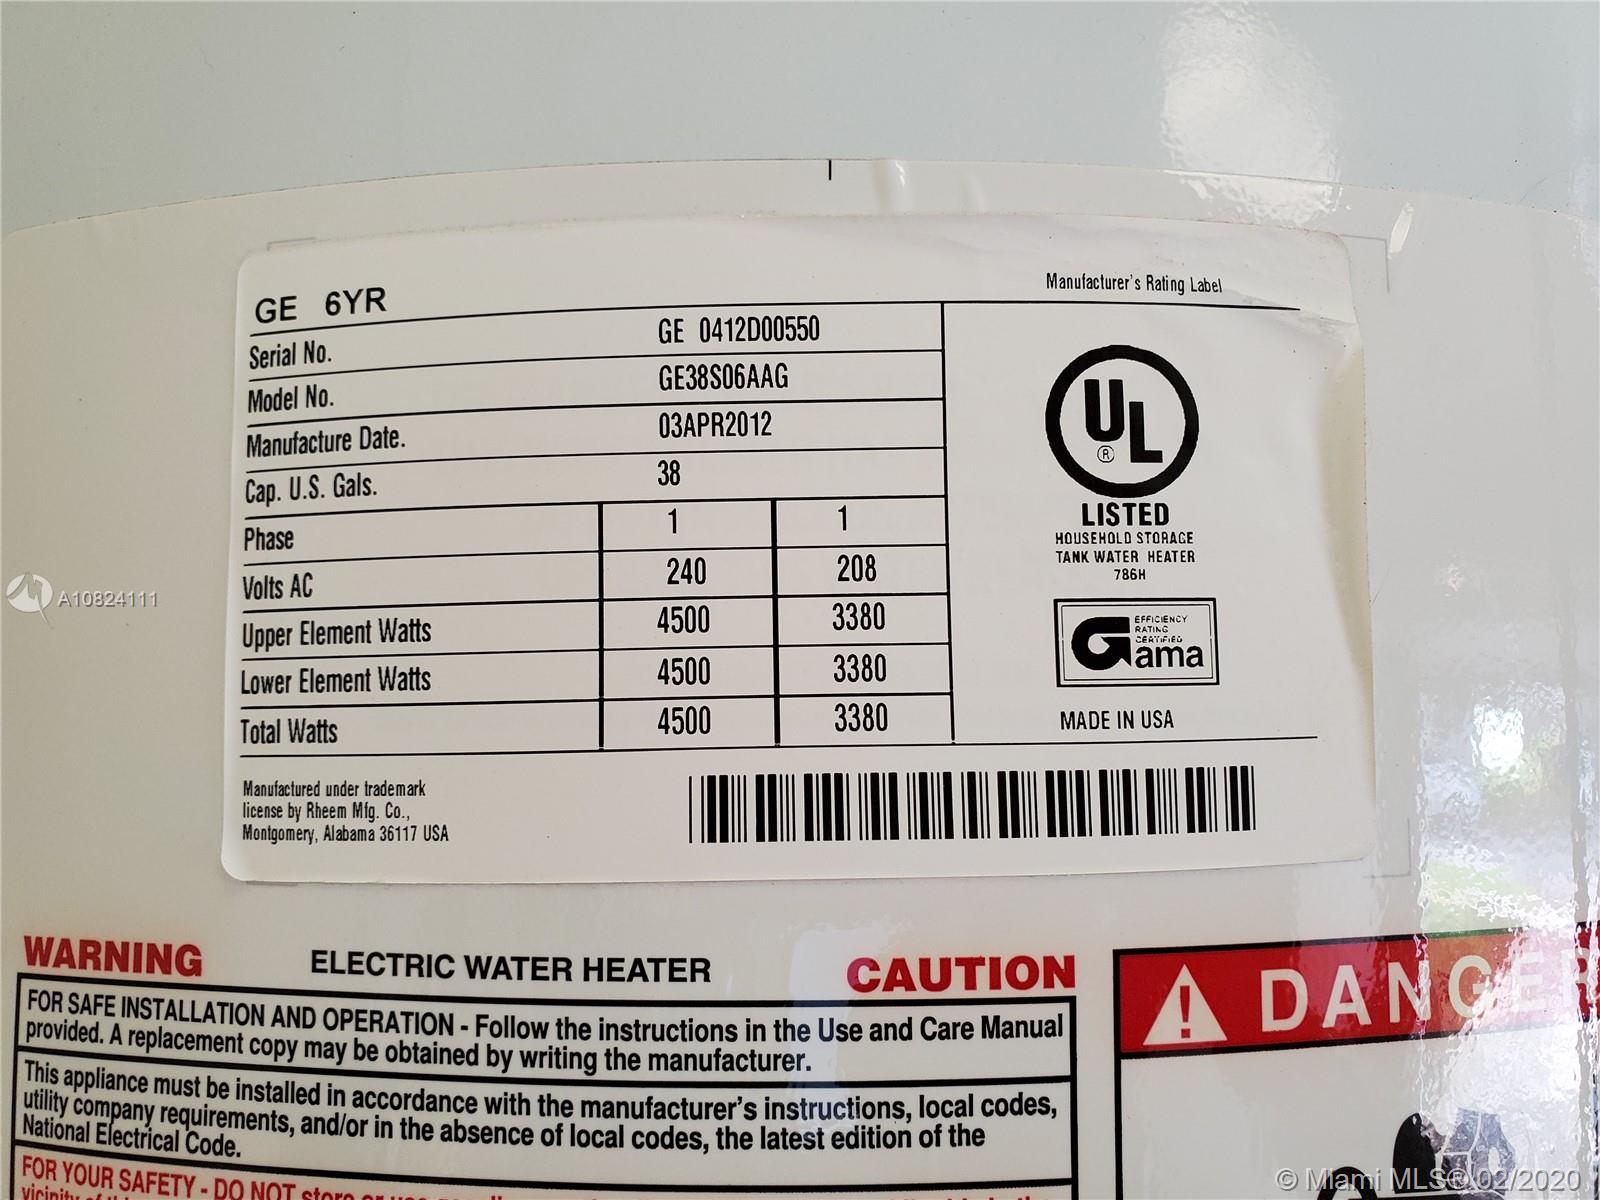 GE 6YR
Manufacturer's Rating Label
Serial No. GE 0412D00550
Model No. GE38S06AAG
Manufacture Date. 03APR2012
Cap. U.S. Gals. 38
Phase 1 1
Volts AC 240 208
Upper Element Watts 4500 3380
Lower Element Watts 4500 3380
Total Watts 4500 3380
UL
®
LISTED
HOUSEHOLD STORAGE
TANK WATER HEATER
786H
EFFICIENCY
RATING
CERTIFIED
Gama
MADE IN USA
Manufactured under trademark
license by Rheem Mfg. Co.,
Montgomery, Alabama 36117 USA
A10824111
WARNING ELECTRIC WATER HEATER CAUTION
FOR SAFE INSTALLATION AND OPERATION - Follow the instructions in the Use and Care Manual
provided. A replacement copy may be obtained by writing the manufacturer.
This appliance must be installed in accordance with the manufacturer's instructions, local codes,
utility company requirements, and/or in the absence of local codes, the latest edition of the
National Electrical Code.
FOR YOUR SAFETY - DO NOT store or
vicinity of
DANGER
© Miami MLS® 02/2020